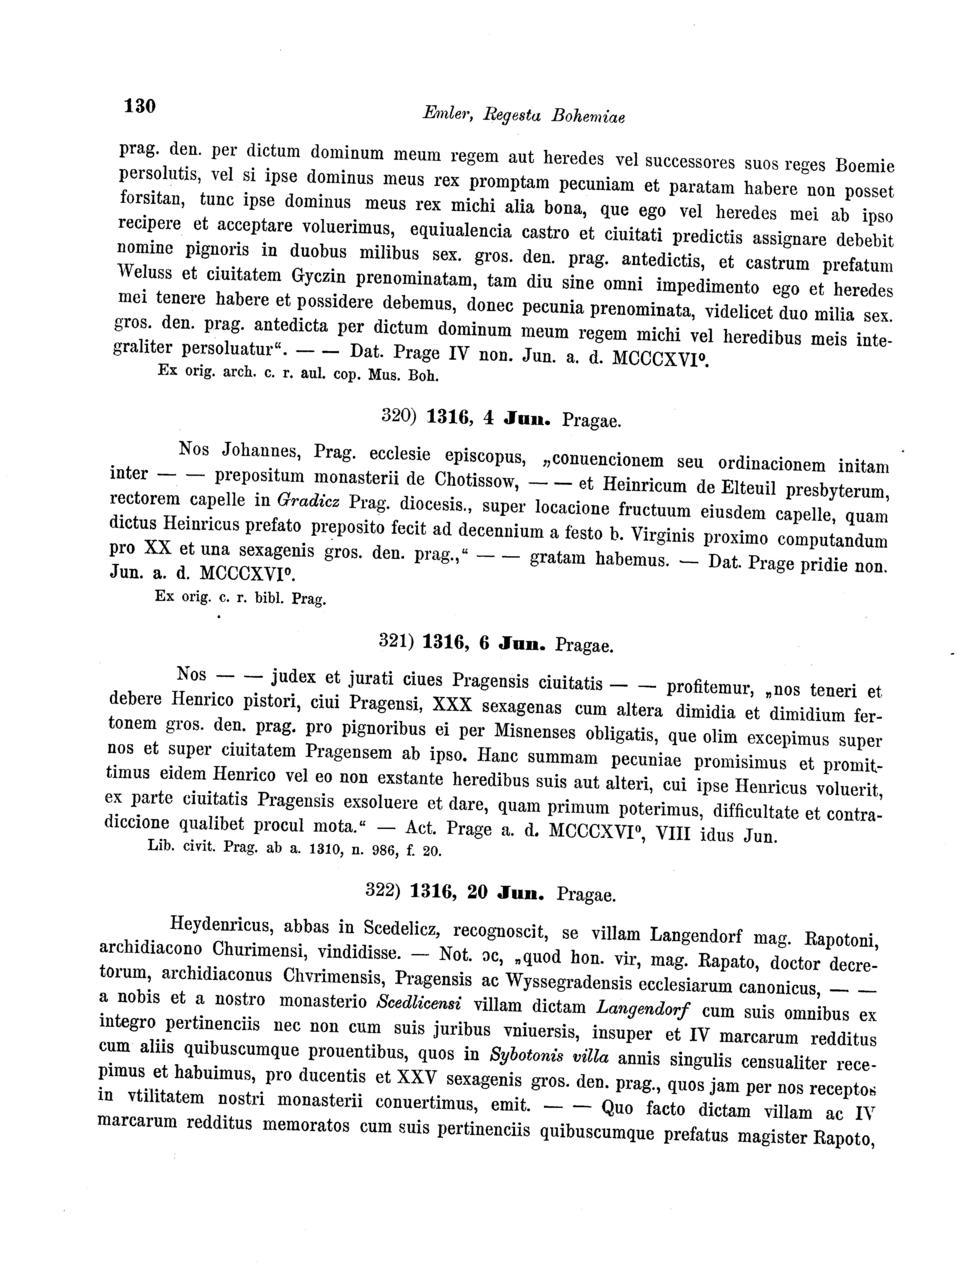 130
Emler, Regesta Bohemiae
prag. den. per dictum dominum meum regem aut heredes vel successores suos reges Boemie
persolutis, vel si ipse dominus meus rex promptam pecuniam et paratam habere non posset
forsitan, tunc ipse dominus meus rex michi alia bona, que ego vel heredes mei ab ipso
recipere et acceptare voluerimus, equiualencia castro et ciuitati predictis assignare debebit
nomine pignoris in duobus milibus sex. gros. den. prag. antedictis, et castrum prefatum
Weluss et ciuitatem Gyczin prenominatam, tam diu sine omni impedimento ego et heredes
mei tenere habere et possidere debemus, donec pecunia prenominata, videlicet duo milia sex.
gros. den. prag. antedicta per dictum dominum meum regem michi vel heredibus meis inte-
graliter persoluatur“. — — Dat. Prage IV non. Jun. a. d. MCCCXVI⁰.
Ex orig. arch. c. r. aul. cop. Mus. Boh.
320) 1316, 4 Jun. Pragae.
Nos Johannes, Prag. ecclesie episcopus, „conuencionem seu ordinacionem initam
inter — — prepositum monasterii de Chotissow, — — et Heinricum de Elteuil presbyterum,
rectorem capelle in Gradicz Prag. diocesis., super locacione fructuum eiusdem capelle, quam
dictus Heinricus prefato preposito fecit ad decennium a festo b. Virginis proximo computandum
pro XX et una sexagenis gros. den. prag.,“ — — gratam habemus. — Dat. Prage pridie non.
Jun. a. d. MCCCXVI⁰.
Ex orig. c. r. bibl. Prag.
321) 1316, 6 Jun. Pragae.
Nos — — judex et jurati ciues Pragensis ciuitatis — — profitemur, „nos teneri et
debere Henrico pistori, ciui Pragensi, XXX sexagenas cum altera dimidia et dimidium fer-
tonem gros. den. prag. pro pignoribus ei per Misnenses obligatis, que olim excepimus super
nos et super ciuitatem Pragensem ab ipso. Hanc summam pecuniae promisimus et promit-
timus eidem Henrico vel eo non exstante heredibus suis aut alteri, cui ipse Henricus voluerit,
ex parte ciuitatis Pragensis exsoluere et dare, quam primum poterimus, difficultate et contra-
diccione qualibet procul mota.“ — Act. Prage a. d. MCCCXVI⁰, VIII idus Jun.
Lib. civit. Prag. ab a. 1310, n. 986, f. 20.
322) 1316, 20 Jun. Pragae.
Heydenricus, abbas in Scedelicz, recognoscit, se villam Langendorf mag. Rapotoni,
archidiacono Churimensi, vindidisse. — Not. ɔc, „quod hon. vir, mag. Rapato, doctor decre-
torum, archidiaconus Chvrimensis, Pragensis ac Wyssegradensis ecclesiarum canonicus, — —
a nobis et a nostro monasterio Scedlicensi villam dictam Langendorf cum suis omnibus ex
integro pertinenciis nec non cum suis juribus vniuersis, insuper et IV marcarum redditus
cum aliis quibuscumque prouentibus, quos in Sybotonis villa annis singulis censualiter rece-
pimus et habuimus, pro ducentis et XXV sexagenis gros. den. prag., quos jam per nos receptos
in vtilitatem nostri monasterii conuertimus, emit. — — Quo facto dictam villam ac IV
marcarum redditus memoratos cum suis pertinenciis quibuscumque prefatus magister Rapoto,